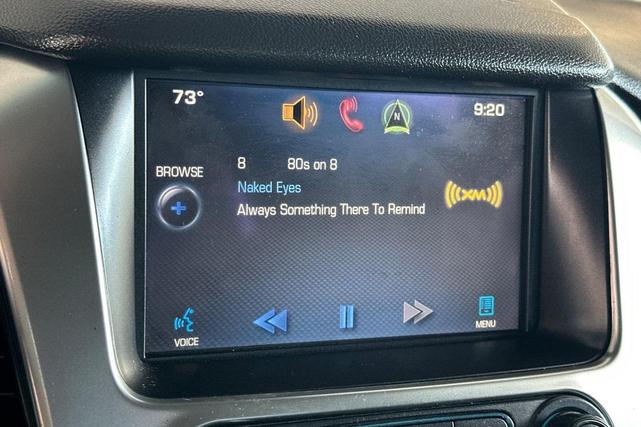 73°
9:20
N
8 80s on 8
BROWSE
Naked Eyes
((XM))
Always Something There To Remind
VOICE
MENU